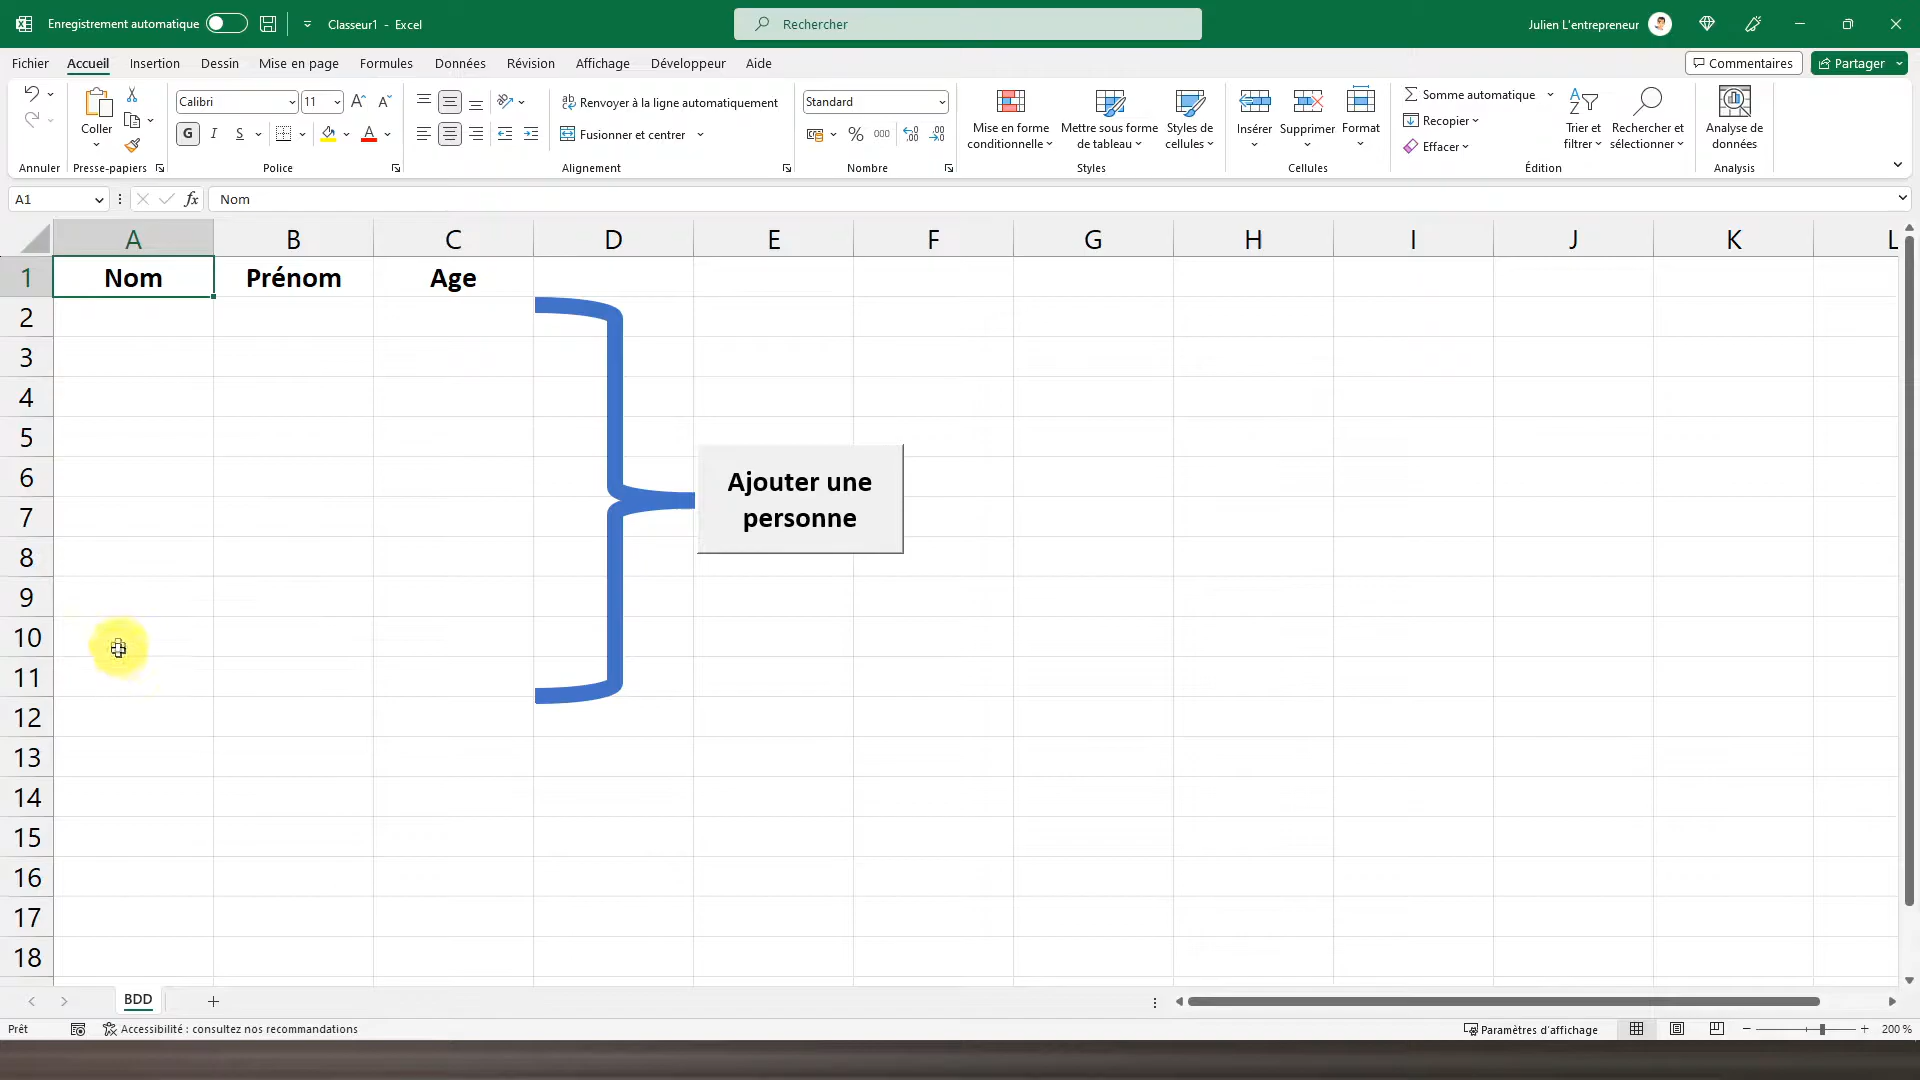 Enregistrement automatique
Classeur1 - Excel
Rechercher
Julien L'entrepreneur
Fichier Accueil Insertion Dessin Mise en page Formules Données Révision Affichage Développeur Aide
Commentaires
Partager
Coller
Calibri
11
Renvoyer à la ligne automatiquement
Standard
Mise en forme
conditionnelle
Mettre sous forme
de tableau
Styles de
cellules
Insérer
Supprimer
Format
Somme automatique
Recopier
Effacer
Trier et
filtrer
Rechercher et
sélectionner
Analyse de
données
G I S
A
Fusionner et centrer
% 000
Annuler
Presse-papiers
Police
Alignement
Nombre
Styles
Cellules
Édition
Analysis
A1
fx
Nom
A B C D E F G H I J K L
1 Nom Prénom Age
2
3
4
5
6
Ajouter une
personne
7
8
9
10
11
12
13
14
15
16
17
18
BDD
Prêt
Accessibilité : consultez nos recommandations
Paramètres d'affichage
200 %